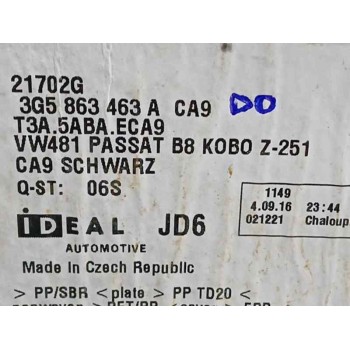 21702G
3G5 863 463 A CA9 DO
T3A.5ABA.ECA9
VW481 PASSAT B8 KOBO Z-251
CA9 SCHWARZ
Q-ST: 06S
1149
4.09.16 23:44
021221 Chaloup
iDEAL JD6
AUTOMOTIVE
Made in Czech Republic
> PP/SBR < plate > PP TD20 <